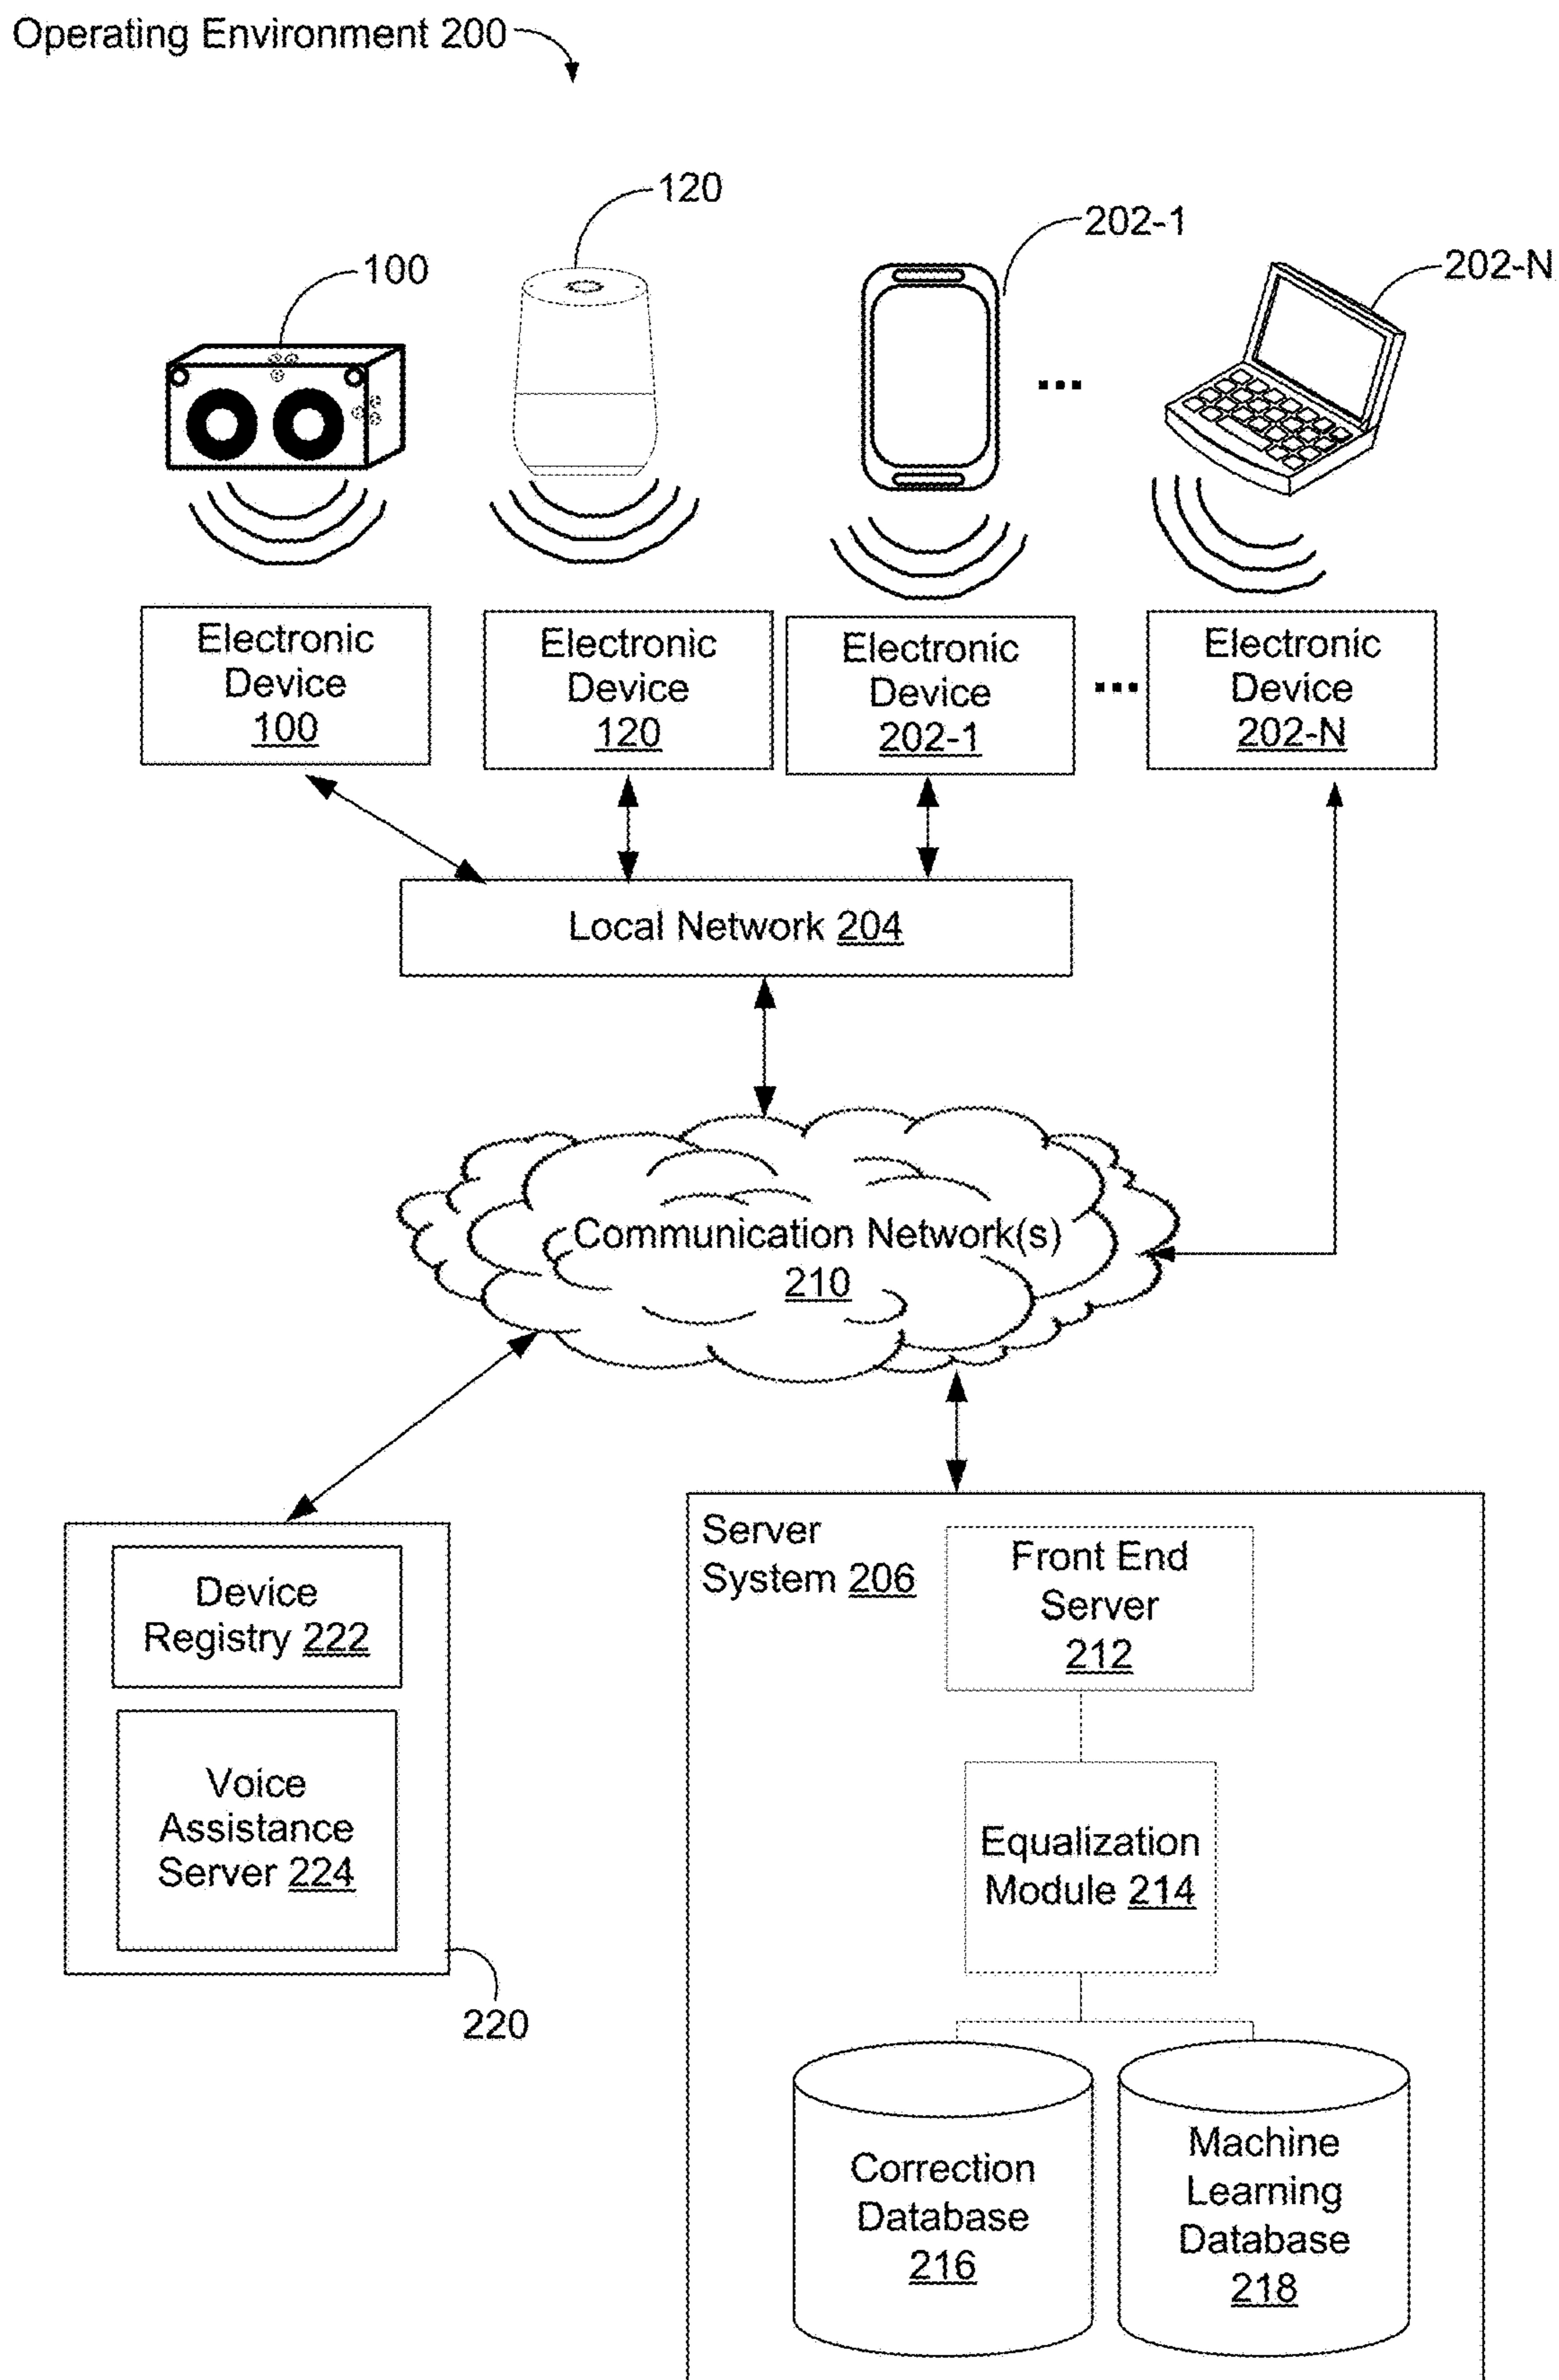 Operating Environment 200
120
202-1
100
202-N
...
Electronic
Device
100
Electronic
Device
120
Electronic
Device
202-1
...
Electronic
Device
202-N
Local Network 204
Communication Network(s)
210
Device
Registry 222
Voice
Assistance
Server 224
220
Server
System 206
Front End
Server
212
Equalization
Module 214
Correction
Database
216
Machine
Learning
Database
218